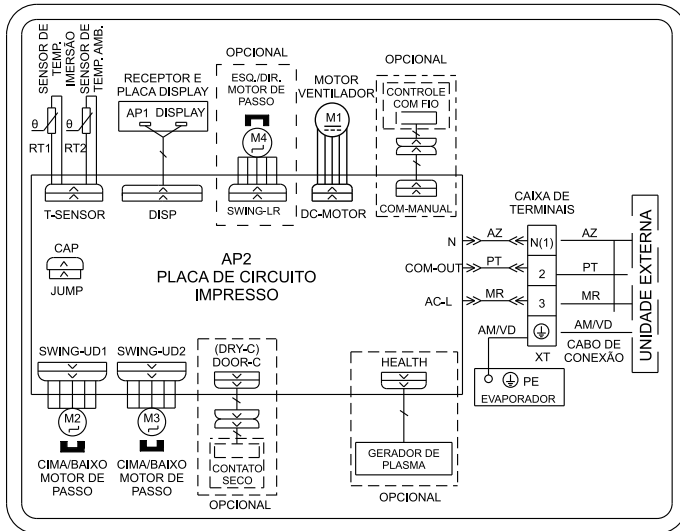 SENSOR DE
TEMP.
IMERSÃO
SENSOR DE
TEMP. AMB.
θ
RT1
θ
RT2
T-SENSOR
RECEPTOR E
PLACA DISPLAY
AP1 DISPLAY
DISP
OPCIONAL
ESQ./DIR.
MOTOR DE
PASSO
M4
SWING-LR
MOTOR
VENTILADOR
M1
DC-MOTOR
OPCIONAL
CONTROLE
COM FIO
COM-MANUAL
CAP
JUMP
AP2
PLACA DE CIRCUITO
IMPRESSO
CAIXA DE
TERMINAIS
N AZ N(1) AZ
COM-OUT PT 2 PT
AC-L MR 3 MR
AM/VD AM/VD
XT
CABO DE
CONEXÃO
UNIDADE EXTERNA
PE
EVAPORADOR
SWING-UD1
M2
CIMA/BAIXO
MOTOR DE
PASSO
SWING-UD2
M3
CIMA/BAIXO
MOTOR DE
PASSO
(DRY-C)
DOOR-C
CONTATO
SECO
OPCIONAL
HEALTH
GERADOR DE
PLASMA
OPCIONAL